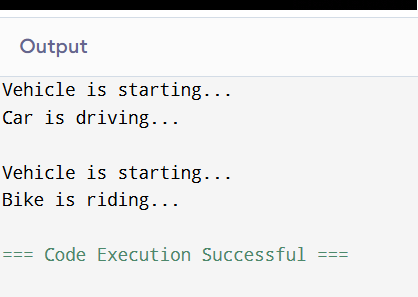 Output
Vehicle is starting...
Car is driving...
Vehicle is starting...
Bike is riding...
=== Code Execution Successful ===